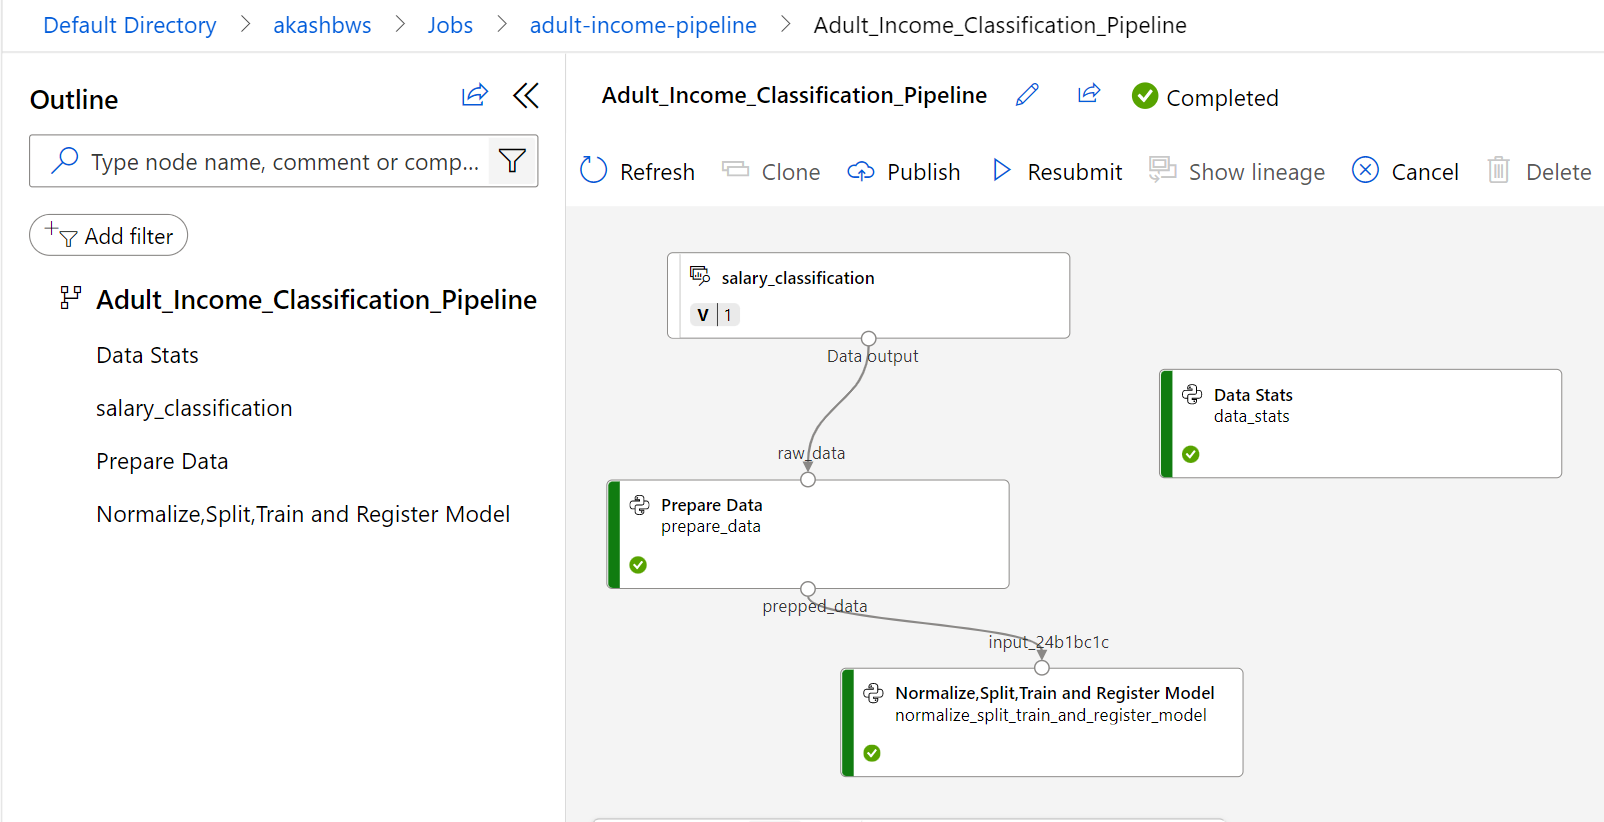 Default Directory > akashbws > Jobs > adult-income-pipeline > Adult_Income_Classification_Pipeline
Outline
Type node name, comment or comp...
Add filter
Adult_Income_Classification_Pipeline
Data Stats
salary_classification
Prepare Data
Normalize,Split,Train and Register Model
Adult_Income_Classification_Pipeline Completed
Refresh Clone Publish Resubmit Show lineage Cancel Delete
salary_classification
V 1
Data output
Data Stats
data_stats
raw_data
Prepare Data
prepare_data
prepped_data
input_24b1bc1c
Normalize,Split,Train and Register Model
normalize_split_train_and_register_model